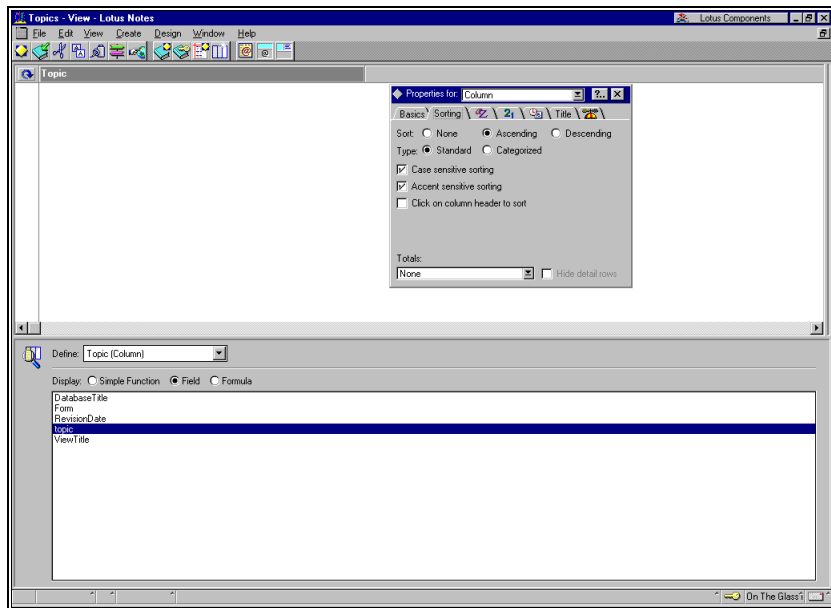 Topics - View - Lotus Notes
Lotus Components
File Edit View Create Design Window Help
Topic
Properties for: Column
?..
Basics Sorting Title
Sort: None Ascending Descending
Type: Standard Categorized
Case sensitive sorting
Accent sensitive sorting
Click on column header to sort
Totals:
None Hide detail rows
Define: Topic (Column)
Display: Simple Function Field Formula
DatabaseTitle
Form
RevisionDate
topic
ViewTitle
On The Glass